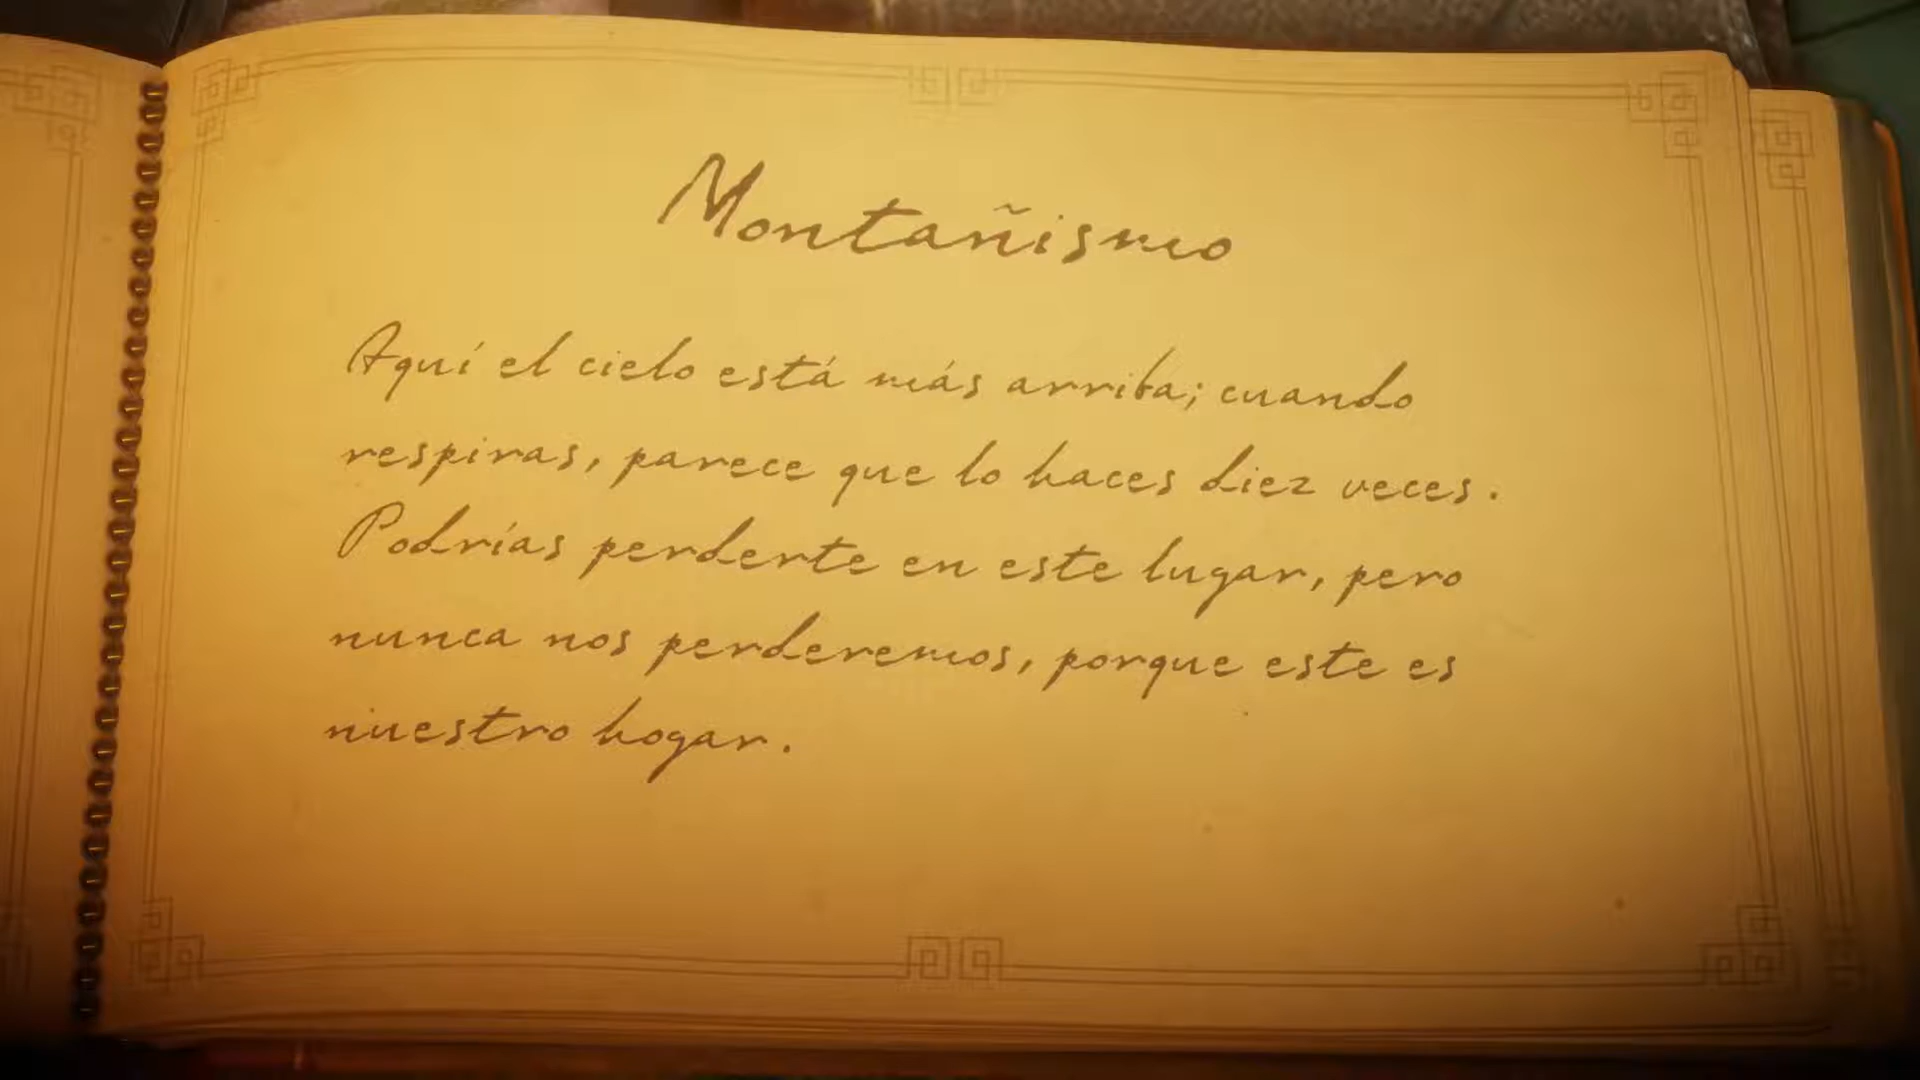 Montañismo
Aquí el cielo está más arriba; cuando
respiras, parece que lo haces diez veces.
Podrías perderte en este lugar, pero
nunca nos perderemos, porque este es
nuestro hogar.